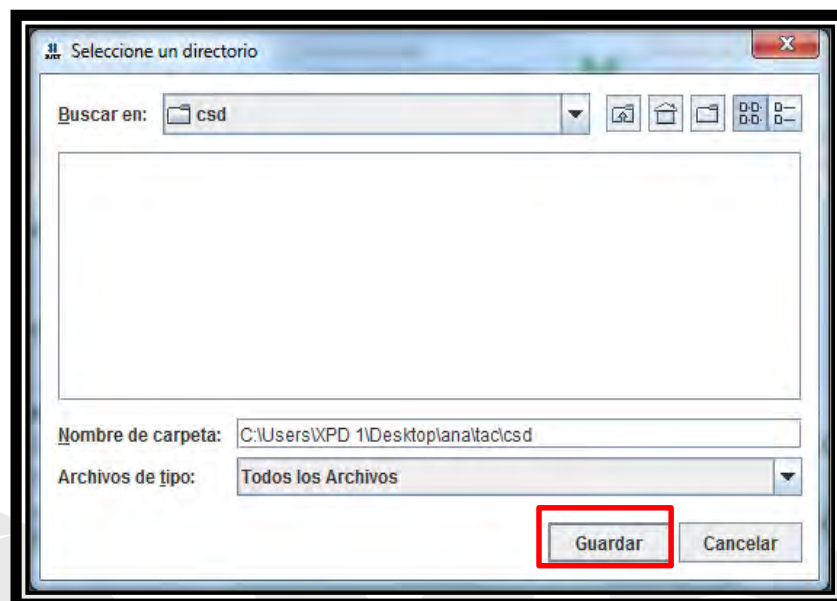 Seleccione un directorio
Buscar en: csd
Nombre de carpeta: C:\Users\XPD 1\Desktop\ana\tac\csd
Archivos de tipo: Todos los Archivos
Guardar Cancelar